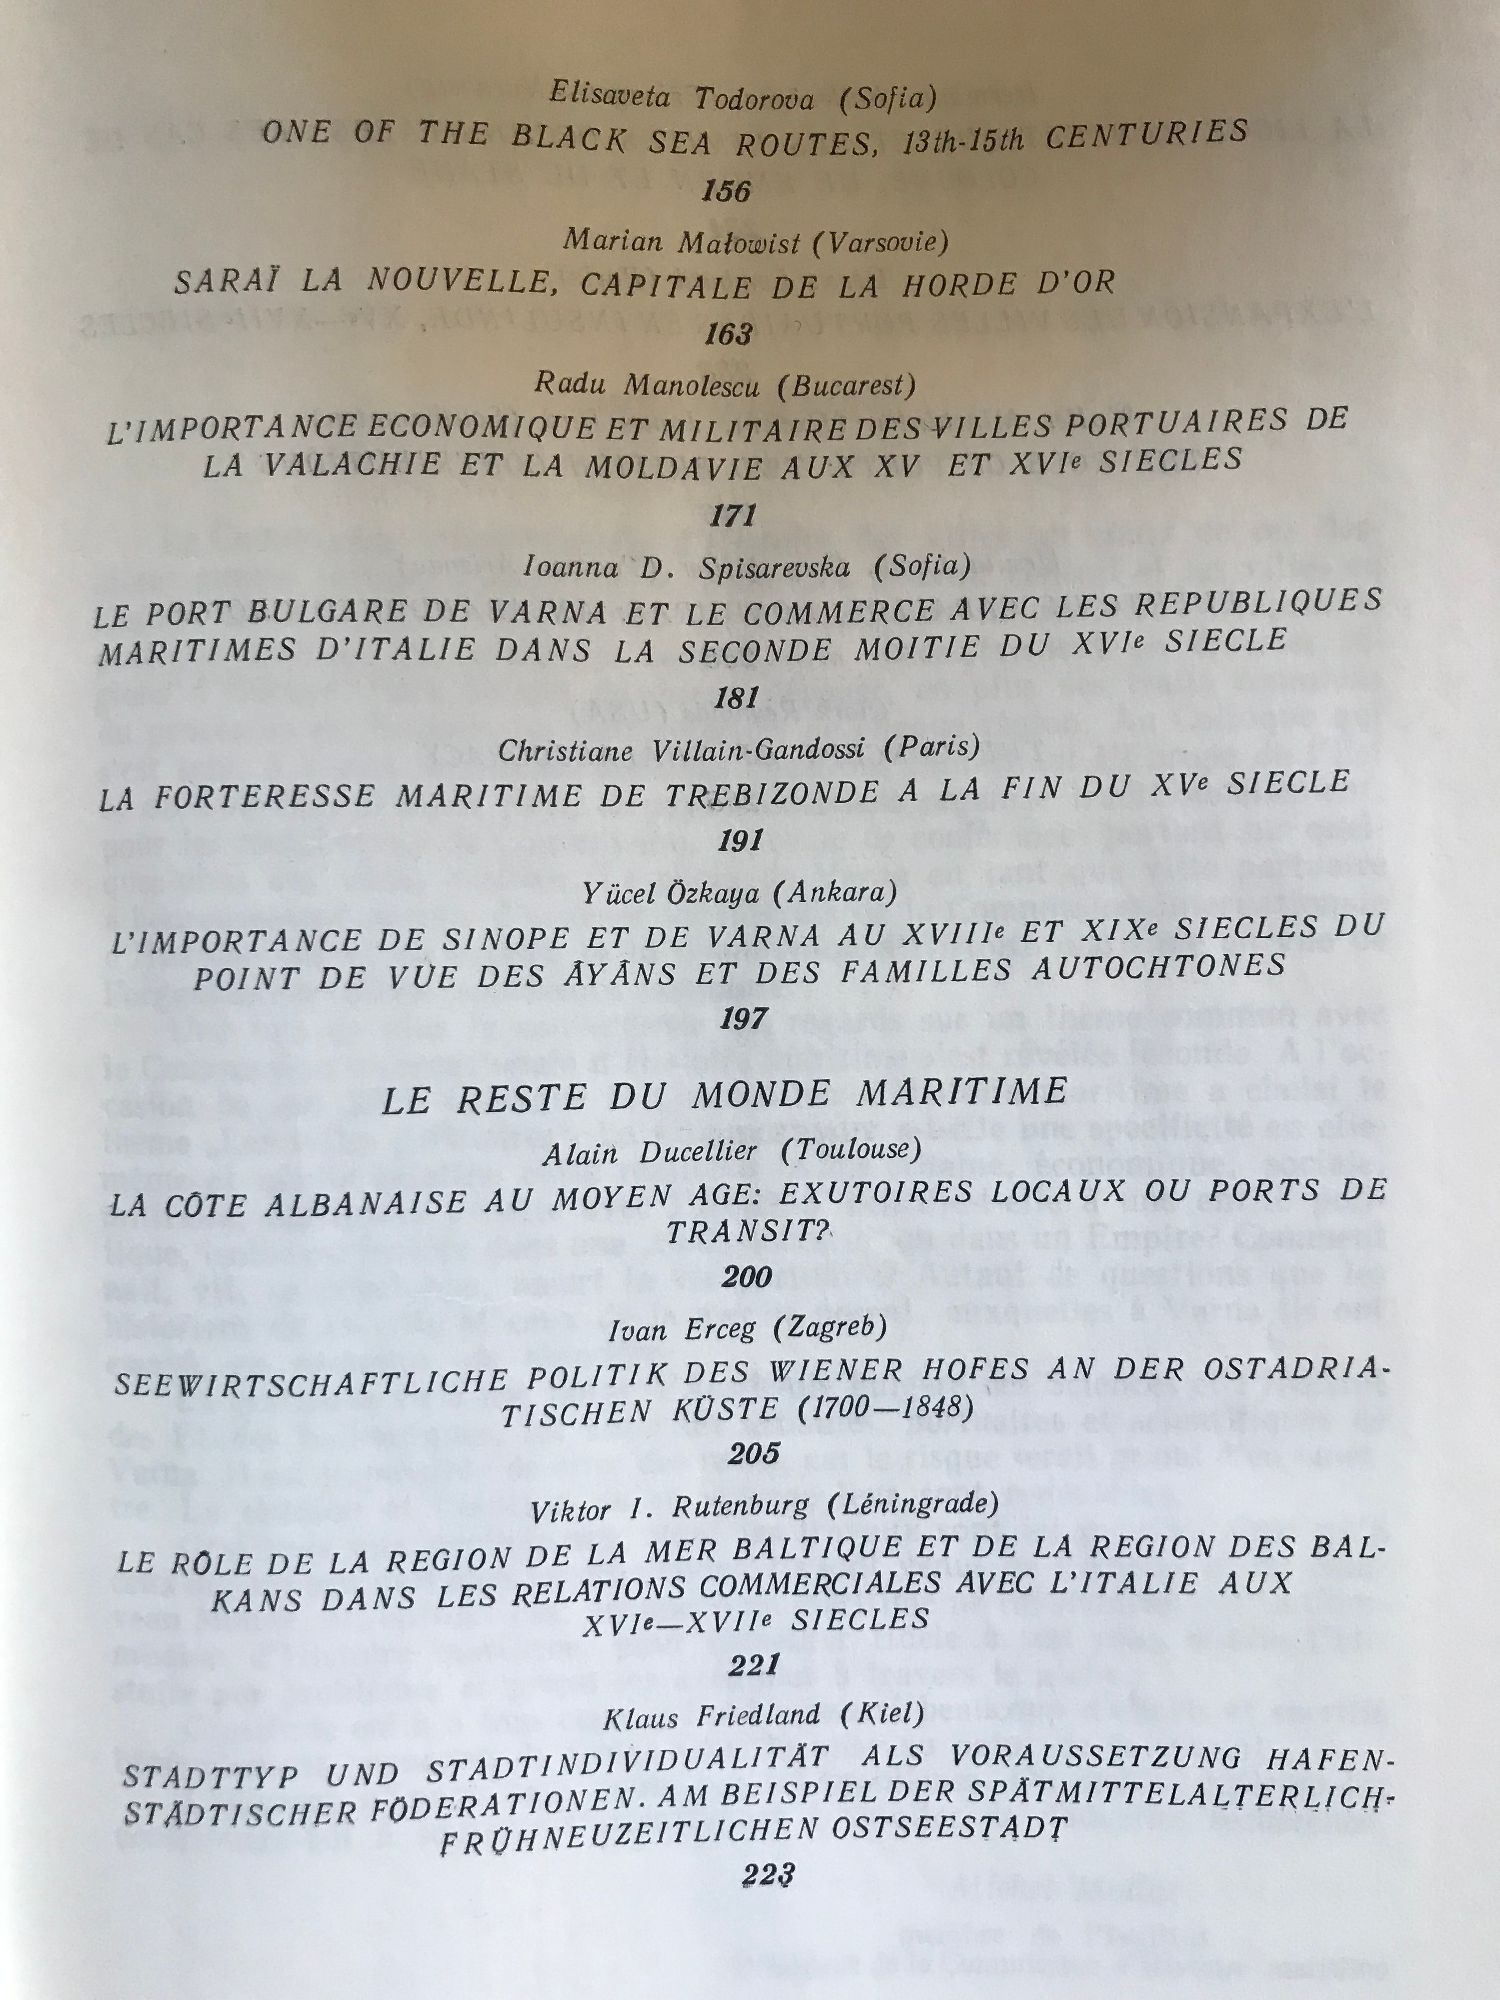 Elisaveta Todorova (Sofia)
ONE OF THE BLACK SEA ROUTES, 13th-15th CENTURIES
156
Marian Małowist (Varsovie)
SARAÏ LA NOUVELLE, CAPITALE DE LA HORDE D'OR
163
Radu Manolescu (Bucarest)
L'IMPORTANCE ECONOMIQUE ET MILITAIRE DES VILLES PORTUAIRES DE
LA VALACHIE ET LA MOLDAVIE AUX XV ET XVIe SIECLES
171
Ioanna D. Spisarevska (Sofia)
LE PORT BULGARE DE VARNA ET LE COMMERCE AVEC LES REPUBLIQUES
MARITIMES D'ITALIE DANS LA SECONDE MOITIE DU XVIe SIECLE
181
Christiane Villain-Gandossi (Paris)
LA FORTERESSE MARITIME DE TREBIZONDE A LA FIN DU XVe SIECLE
191
Yücel Özkaya (Ankara)
L'IMPORTANCE DE SINOPE ET DE VARNA AU XVIIIe ET XIXe SIECLES DU
POINT DE VUE DES ÂYÂNS ET DES FAMILLES AUTOCHTONES
197
LE RESTE DU MONDE MARITIME
Alain Ducellier (Toulouse)
LA CÔTE ALBANAISE AU MOYEN AGE: EXUTOIRES LOCAUX OU PORTS DE
TRANSIT?
200
Ivan Erceg (Zagreb)
SEEWIRTSCHAFTLICHE POLITIK DES WIENER HOFES AN DER OSTADRIA-
TISCHEN KÜSTE (1700—1848)
205
Viktor I. Rutenburg (Léningrade)
LE RÔLE DE LA REGION DE LA MER BALTIQUE ET DE LA REGION DES BAL-
KANS DANS LES RELATIONS COMMERCIALES AVEC L'ITALIE AUX
XVIe—XVIIe SIECLES
221
Klaus Friedland (Kiel)
STADTTYP UND STADTINDIVIDUALITÄT ALS VORAUSSETZUNG HAFEN-
STÄDTISCHER FÖDERATIONEN. AM BEISPIEL DER SPÄTMITTELALTERLICH-
FRÜHNEUZEITLICHEN OSTSEESTADT
223